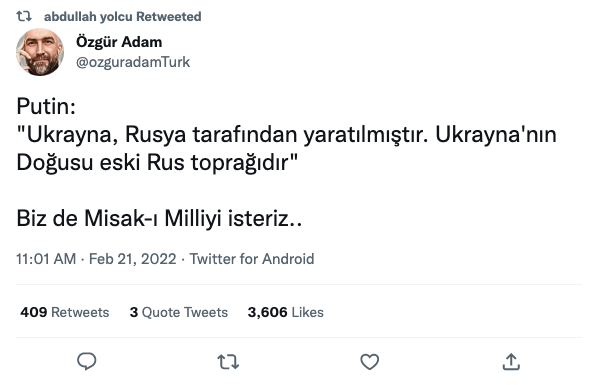 abdullah yolcu Retweeted
Özgür Adam
@ozguradamTurk
Putin:
"Ukrayna, Rusya tarafından yaratılmıştır. Ukrayna'nın
Doğusu eski Rus toprağıdır"
Biz de Misak-ı Milliyi isteriz..
11:01 AM · Feb 21, 2022 · Twitter for Android
409 Retweets 3 Quote Tweets 3,606 Likes